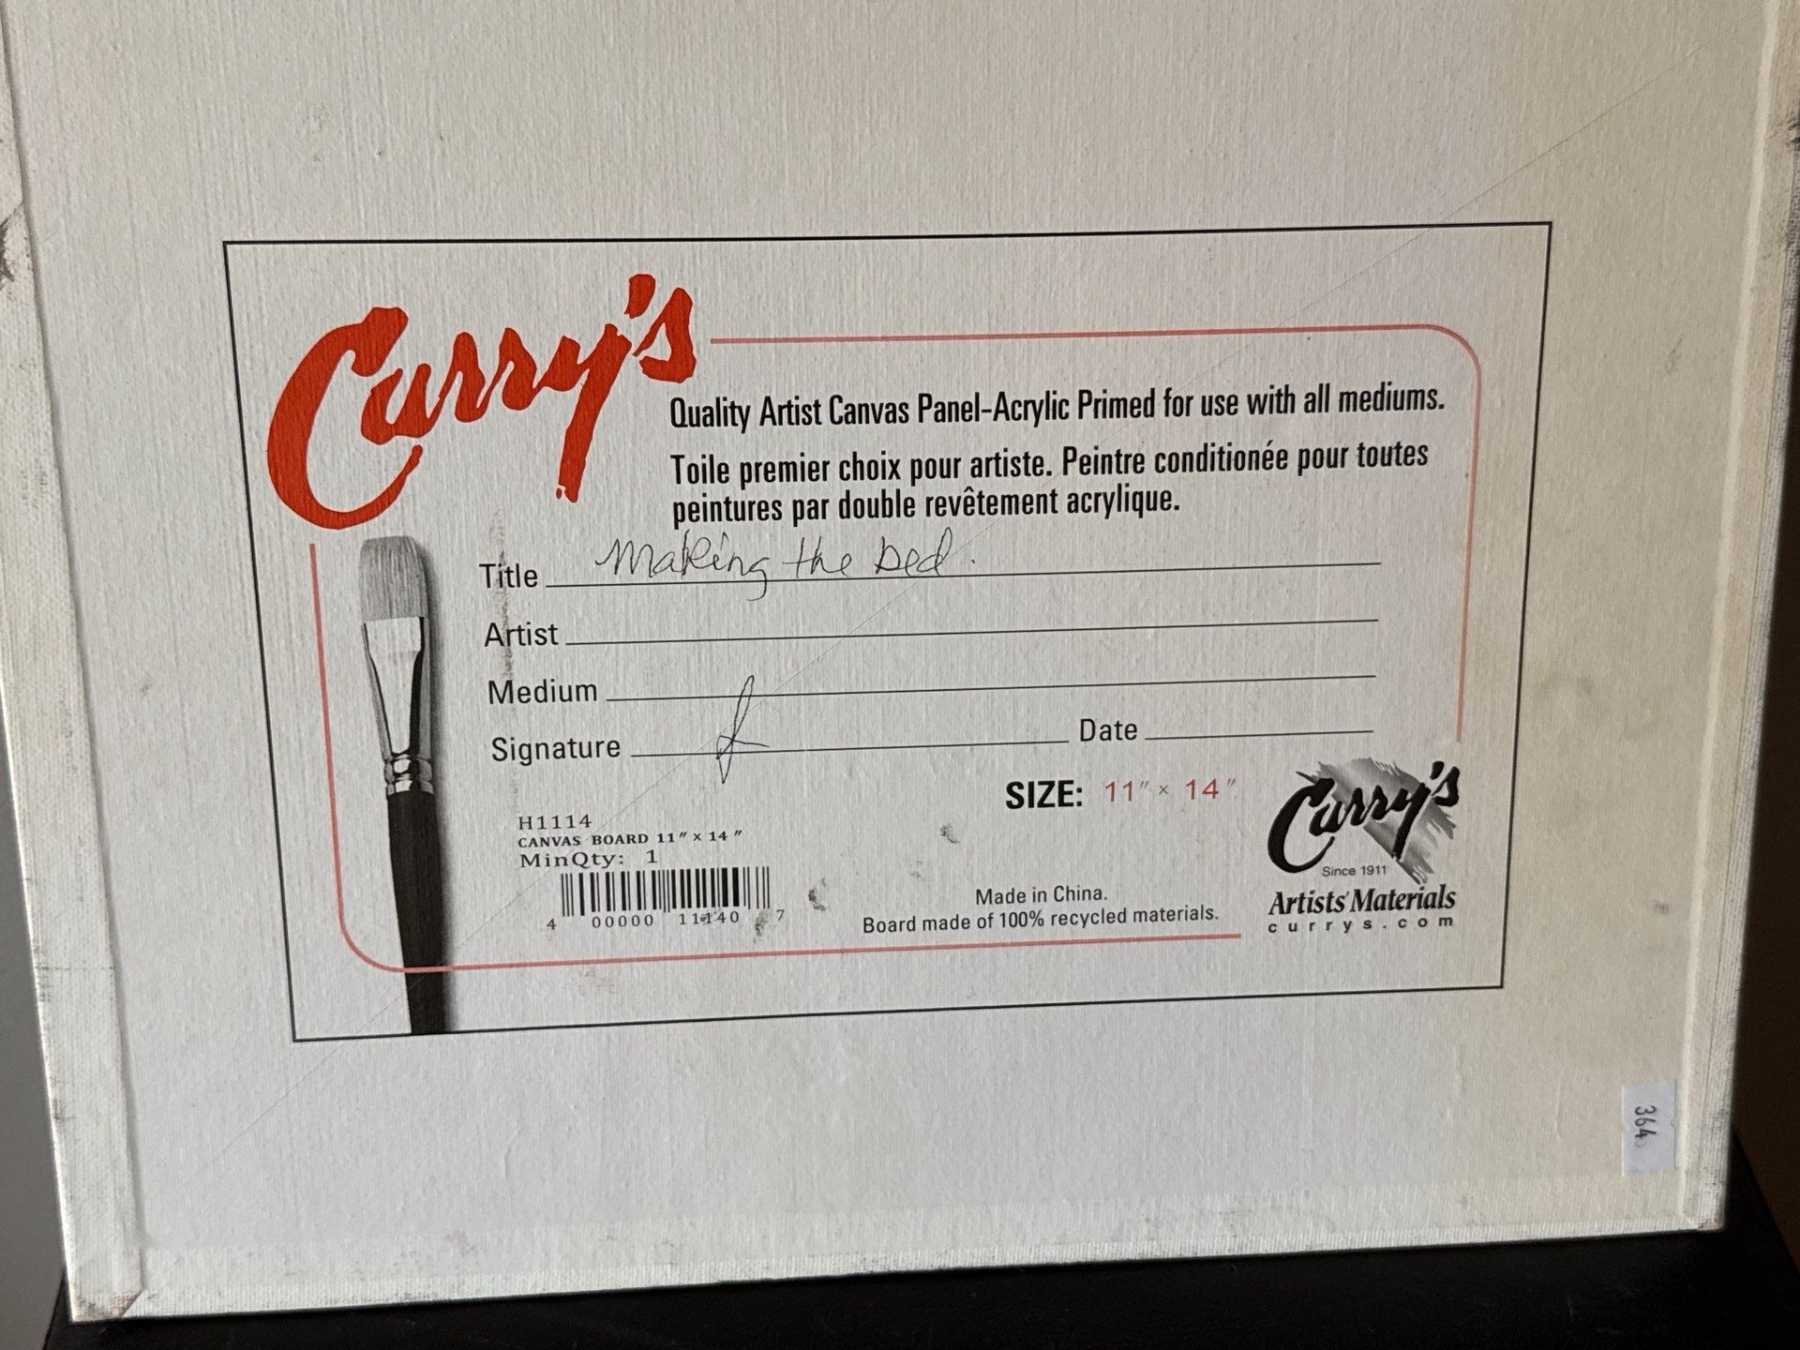 Curry's
Quality Artist Canvas Panel-Acrylic Primed for use with all mediums.
Toile premier choix pour artiste. Peintre conditionée pour toutes
peintures par double revêtement acrylique.
Title Making the bed.
Artist
Medium
Signature
Date
SIZE: 11" x 14"
H1114
CANVAS BOARD 11" x 14"
MinQty: 1
4 00000 11140 7
Made in China.
Board made of 100% recycled materials.
Curry's
Since 1911
Artists' Materials
currys.com
364